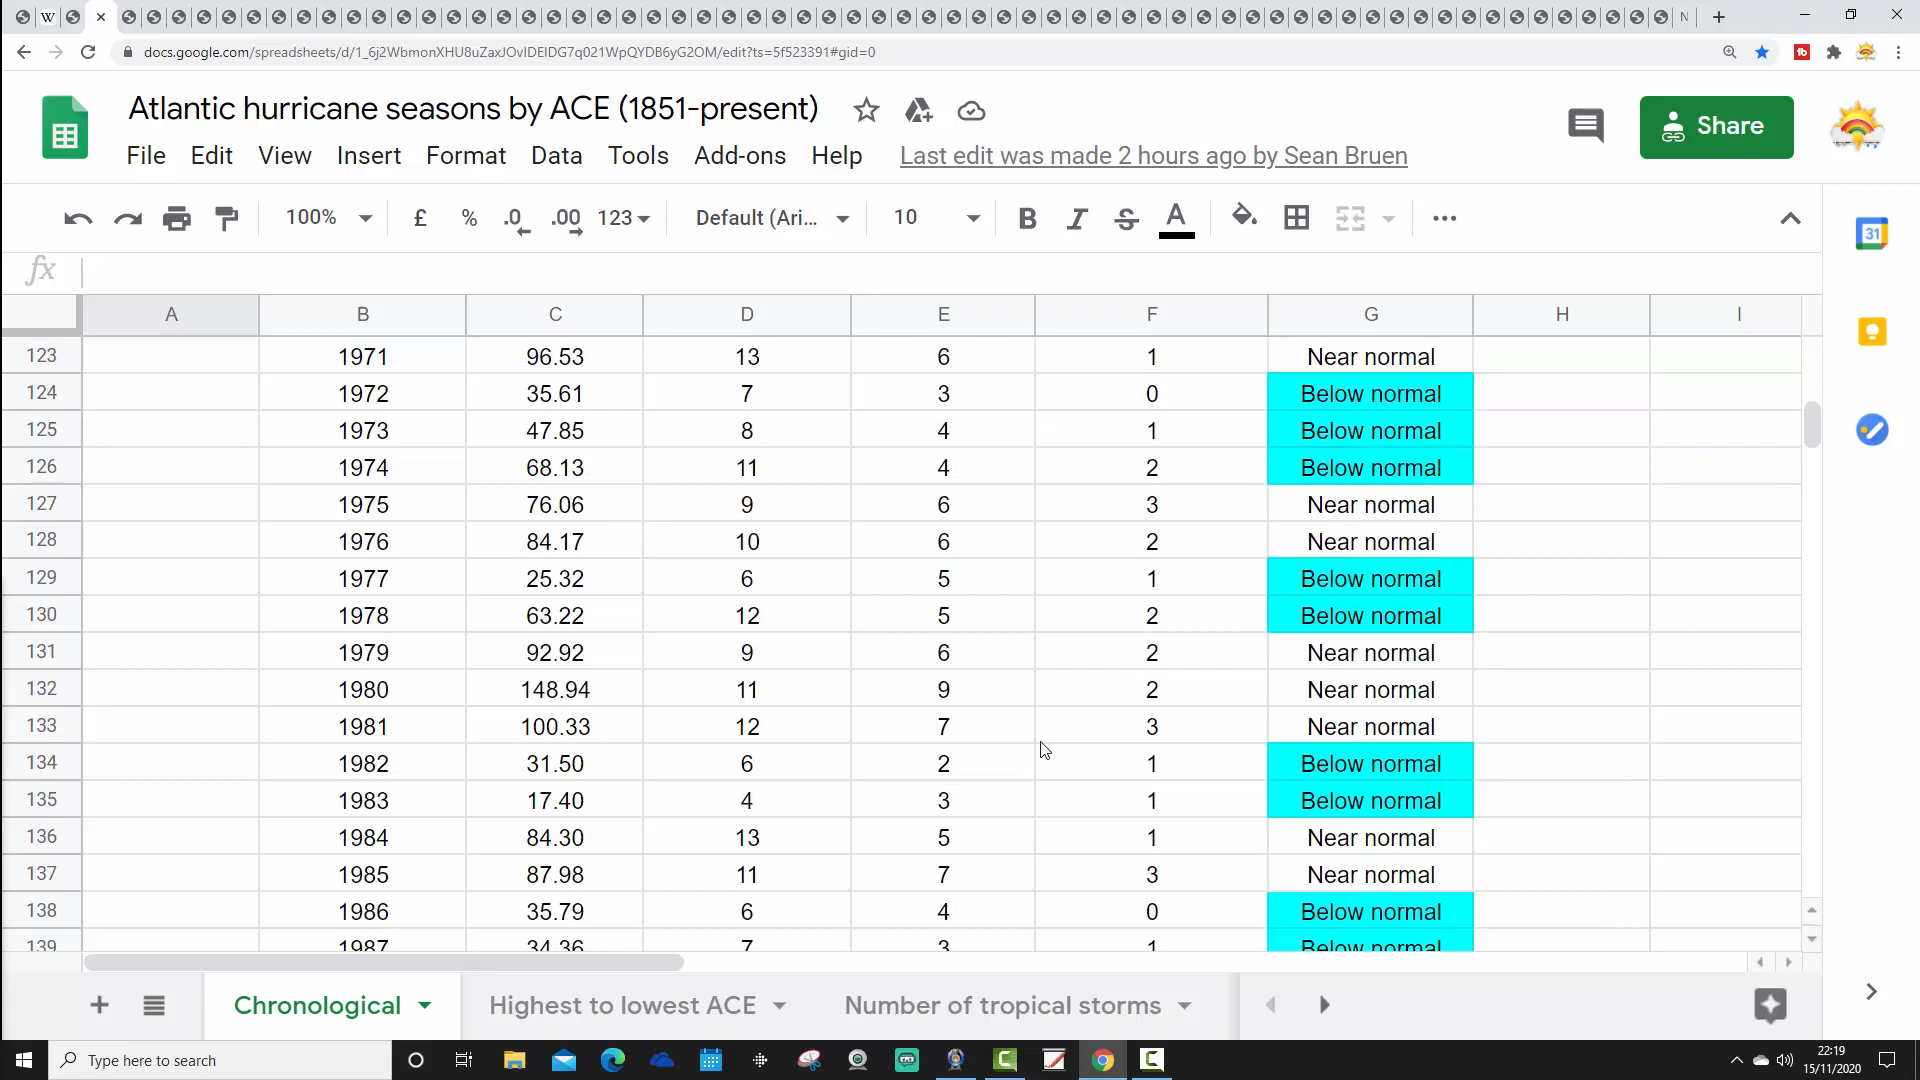 W
N
docs.google.com/spreadsheets/d/1_6j2WbmonXHU8uZaxJOvIDEIDG7q021WpQYDB6yG2OM/edit?ts=5f523391#gid=0
Atlantic hurricane seasons by ACE (1851-present)
Share
File Edit View Insert Format Data Tools Add-ons Help Last edit was made 2 hours ago by Sean Bruen
100% £ % .0 .00 123 Default (Ari... 10 B I S A
31
fx
A B C D E F G H I
123 1971 96.53 13 6 1 Near normal
124 1972 35.61 7 3 0 Below normal
125 1973 47.85 8 4 1 Below normal
126 1974 68.13 11 4 2 Below normal
127 1975 76.06 9 6 3 Near normal
128 1976 84.17 10 6 2 Near normal
129 1977 25.32 6 5 1 Below normal
130 1978 63.22 12 5 2 Below normal
131 1979 92.92 9 6 2 Near normal
132 1980 148.94 11 9 2 Near normal
133 1981 100.33 12 7 3 Near normal
134 1982 31.50 6 2 1 Below normal
135 1983 17.40 4 3 1 Below normal
136 1984 84.30 13 5 1 Near normal
137 1985 87.98 11 7 3 Near normal
138 1986 35.79 6 4 0 Below normal
139 1987 34.36 7 3 1 Below normal
Chronological Highest to lowest ACE Number of tropical storms
Type here to search
22:19
15/11/2020